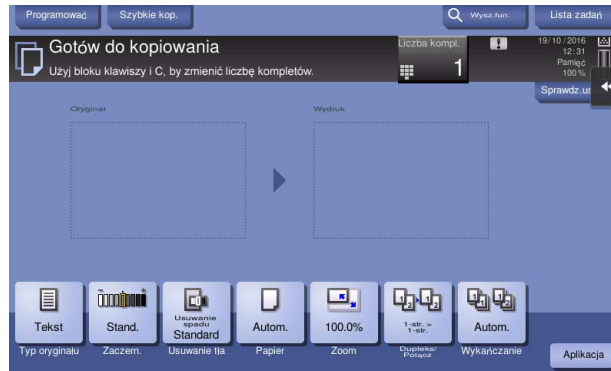 Programować
Szybkie kop.
Wysz.fun.
Lista zadań
Gotów do kopiowania
Użyj bloku klawiszy i C, by zmienić liczbę kompletów.
Liczba kompl.
1
19/10/2016
12:31
Pamięć
100%
Sprawdz.us
Oryginał
Wydruk
Tekst
Stand.
Usuwanie
spadu
Standard
Autom.
100.0%
1-str. >
1-str.
Autom.
Typ oryginału
Zaczern.
Usuwanie tła
Papier
Zoom
Dupleks/
Połącz
Wykańczanie
Aplikacja